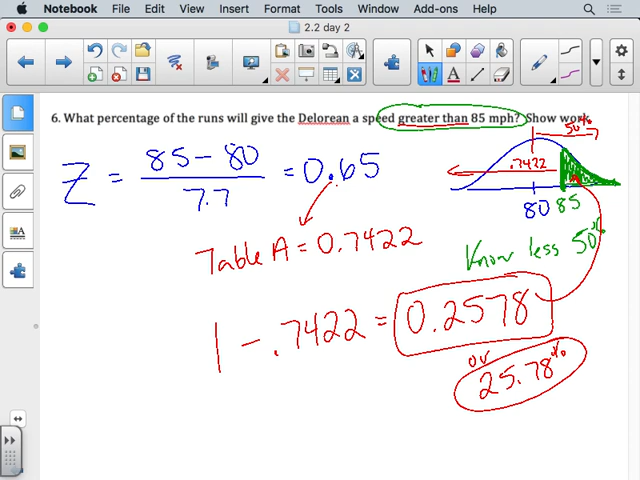 Notebook File Edit View Insert Format Tools Window Add-ons Help
2.2 day 2
6. What percentage of the runs will give the Delorean a speed greater than 85 mph? Show work
50%
.7422
80 85
Z = 85 - 80 / 7.7 = 0.65
Table A = 0.7422
Know less 50%
1 - .7422 = 0.2578
or
25.78%